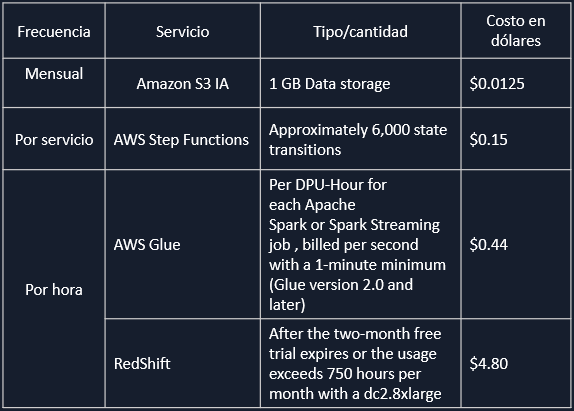 Frecuencia
Servicio
Tipo/cantidad
Costo en
dólares
Mensual
Amazon S3 IA
1 GB Data storage
$0.0125
Por servicio
AWS Step Functions
Approximately 6,000 state
transitions
$0.15
Por hora
AWS Glue
Per DPU-Hour for
each Apache
Spark or Spark Streaming
job , billed per second
with a 1-minute minimum
(Glue version 2.0 and
later)
$0.44
RedShift
After the two-month free
trial expires or the usage
exceeds 750 hours per
month with a dc2.8xlarge
$4.80